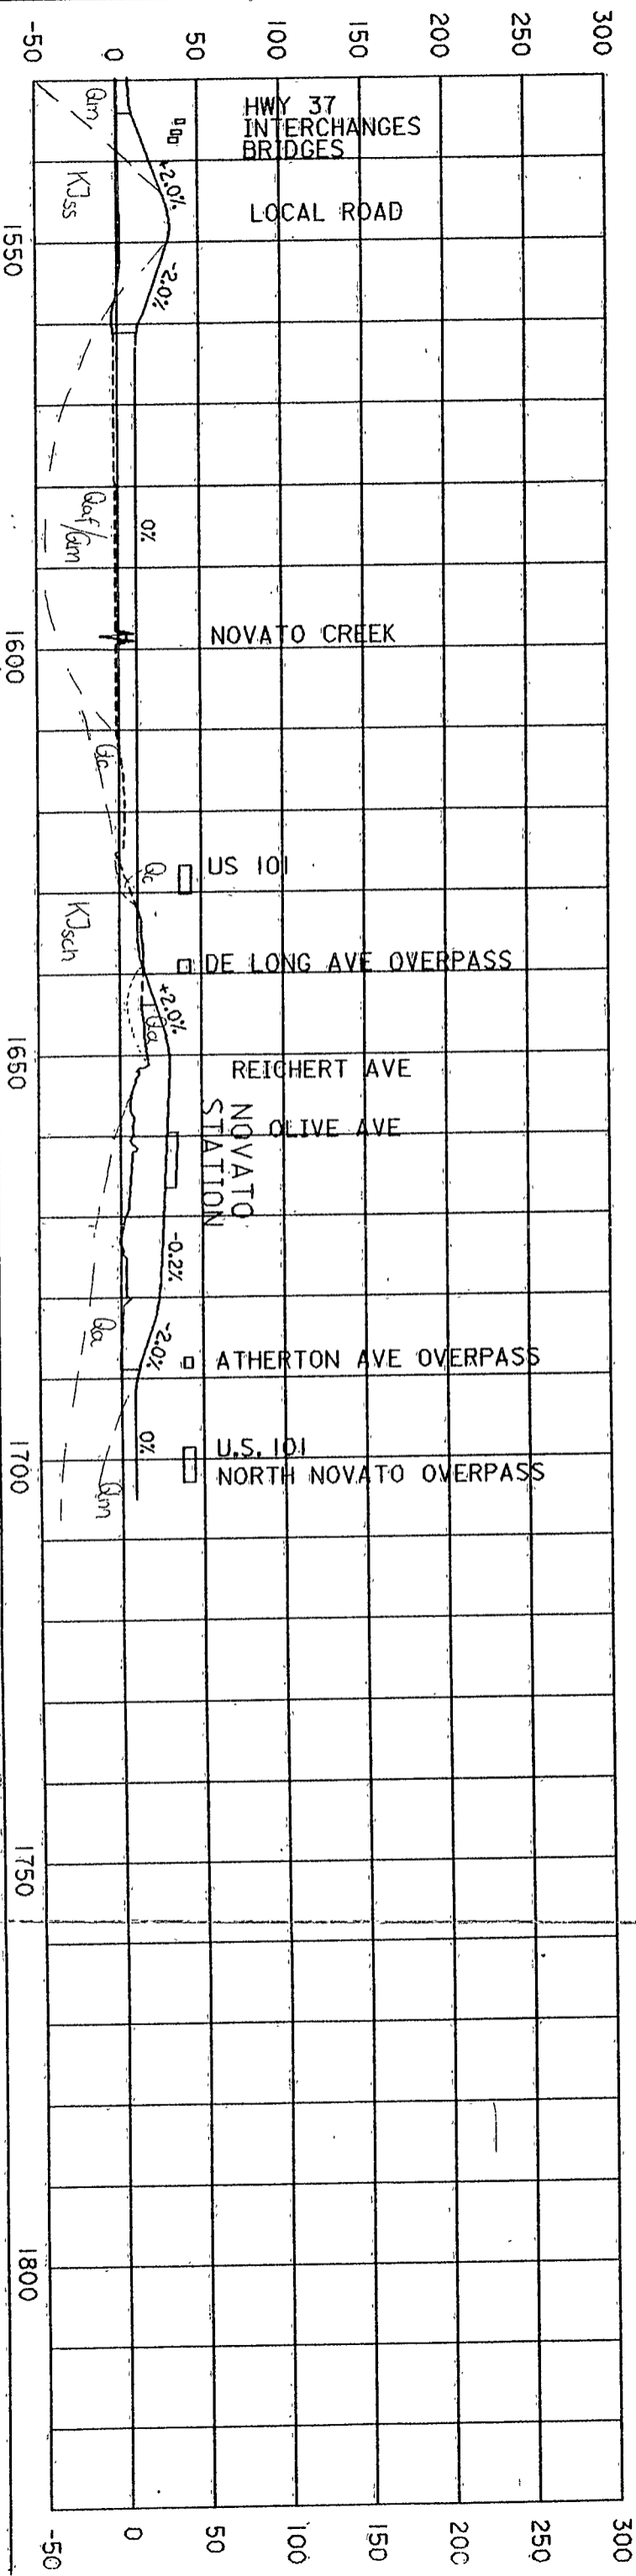 300
250
200
150
100
50
0
-50
HWY 37
INTERCHANGES
BRIDGES
LOCAL ROAD
NOVATO CREEK
US 101
DE LONG AVE OVERPASS
REICHERT AVE
OLIVE AVE
NOVATO
STATION
ATHERTON AVE OVERPASS
U.S. 101
NORTH NOVATO OVERPASS
+2.0%
-2.0%
0%
+2.0%
-0.2%
-2.0%
0%
Qm
KJss
Qaf/Qm
Qc
Qc
KJsch
Qa
Qa
Qm
1550
1600
1650
1700
1750
1800
300
250
200
150
100
50
0
-50